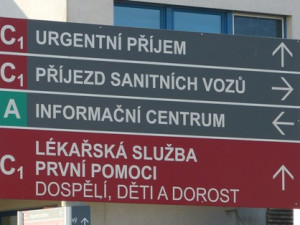 C1 URGENTNÍ PŘÍJEM
C1 PŘÍJEZD SANITNÍCH VOZŮ
A INFORMAČNÍ CENTRUM
C1 LÉKAŘSKÁ SLUŽBA
PRVNÍ POMOCI
DOSPĚLÍ, DĚTI A DOROST